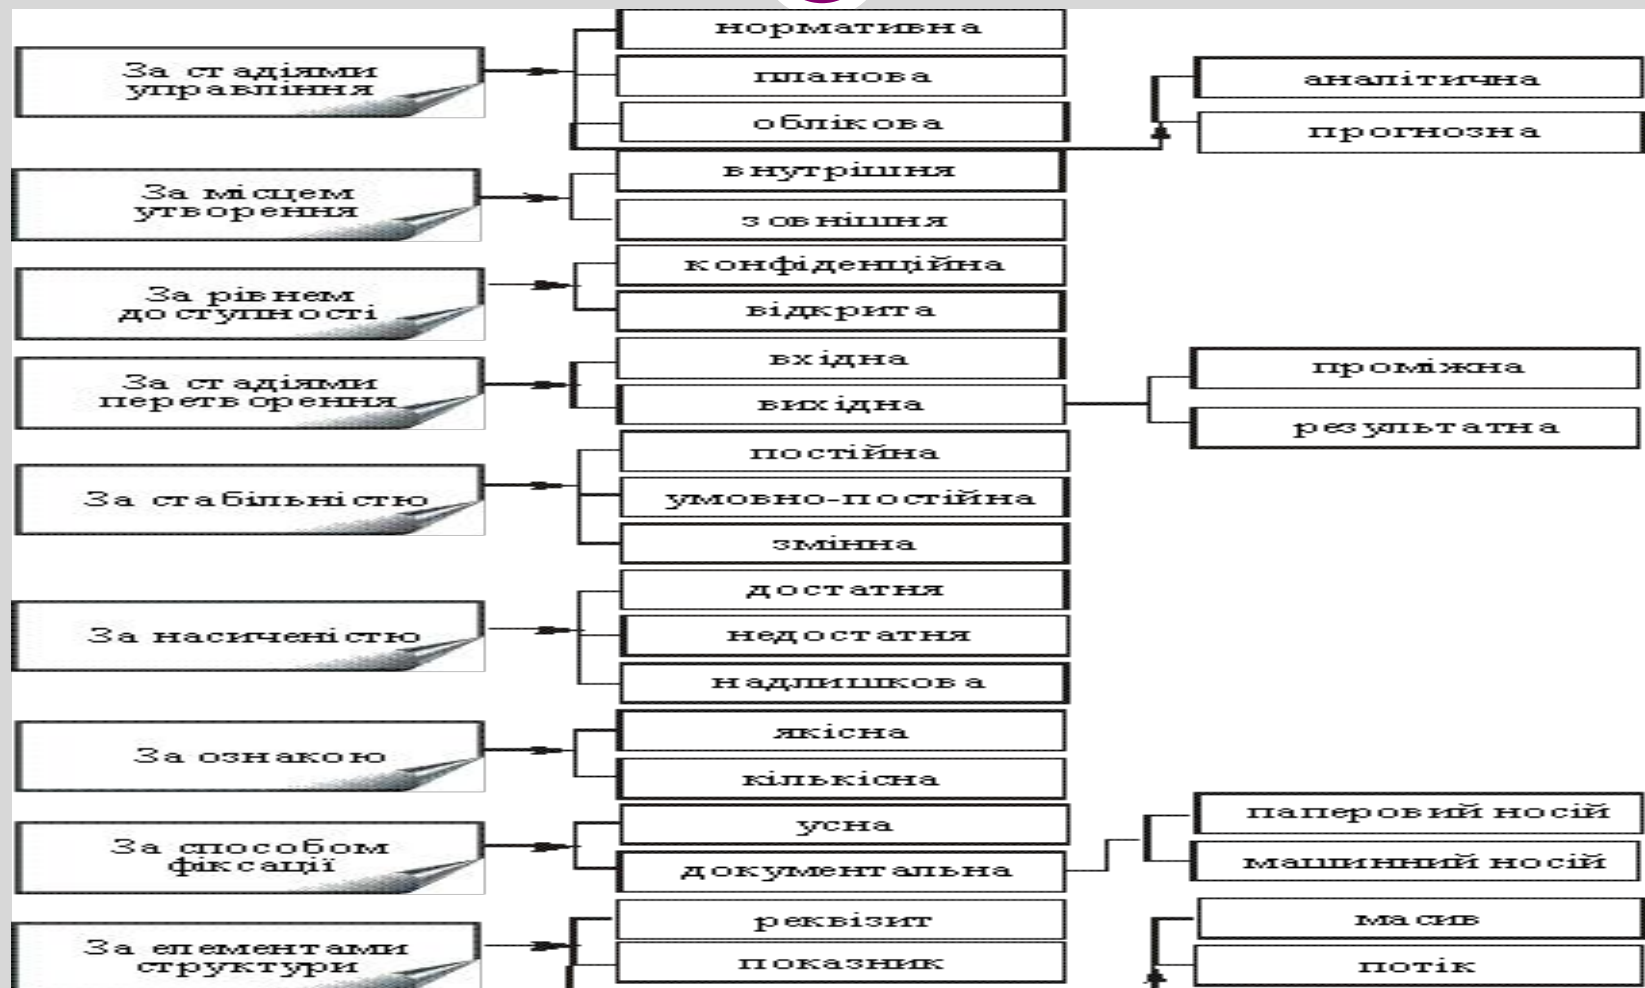 За стадіями
управління
нормативна
планова
облікова
аналітична
прогнозна
За місцем
утворення
внутрішня
зовнішня
За рівнем
доступності
конфіденційна
відкрита
За стадіями
перетворення
вхідна
вихідна
проміжна
результатна
За стабільністю
постійна
умовно-постійна
змінна
За насиченістю
достатня
недостатня
надлишкова
За ознакою
якісна
кількісна
За способом
фіксації
усна
документальна
паперовий носій
машинний носій
За елементами
структури
реквізит
показник
масив
потік